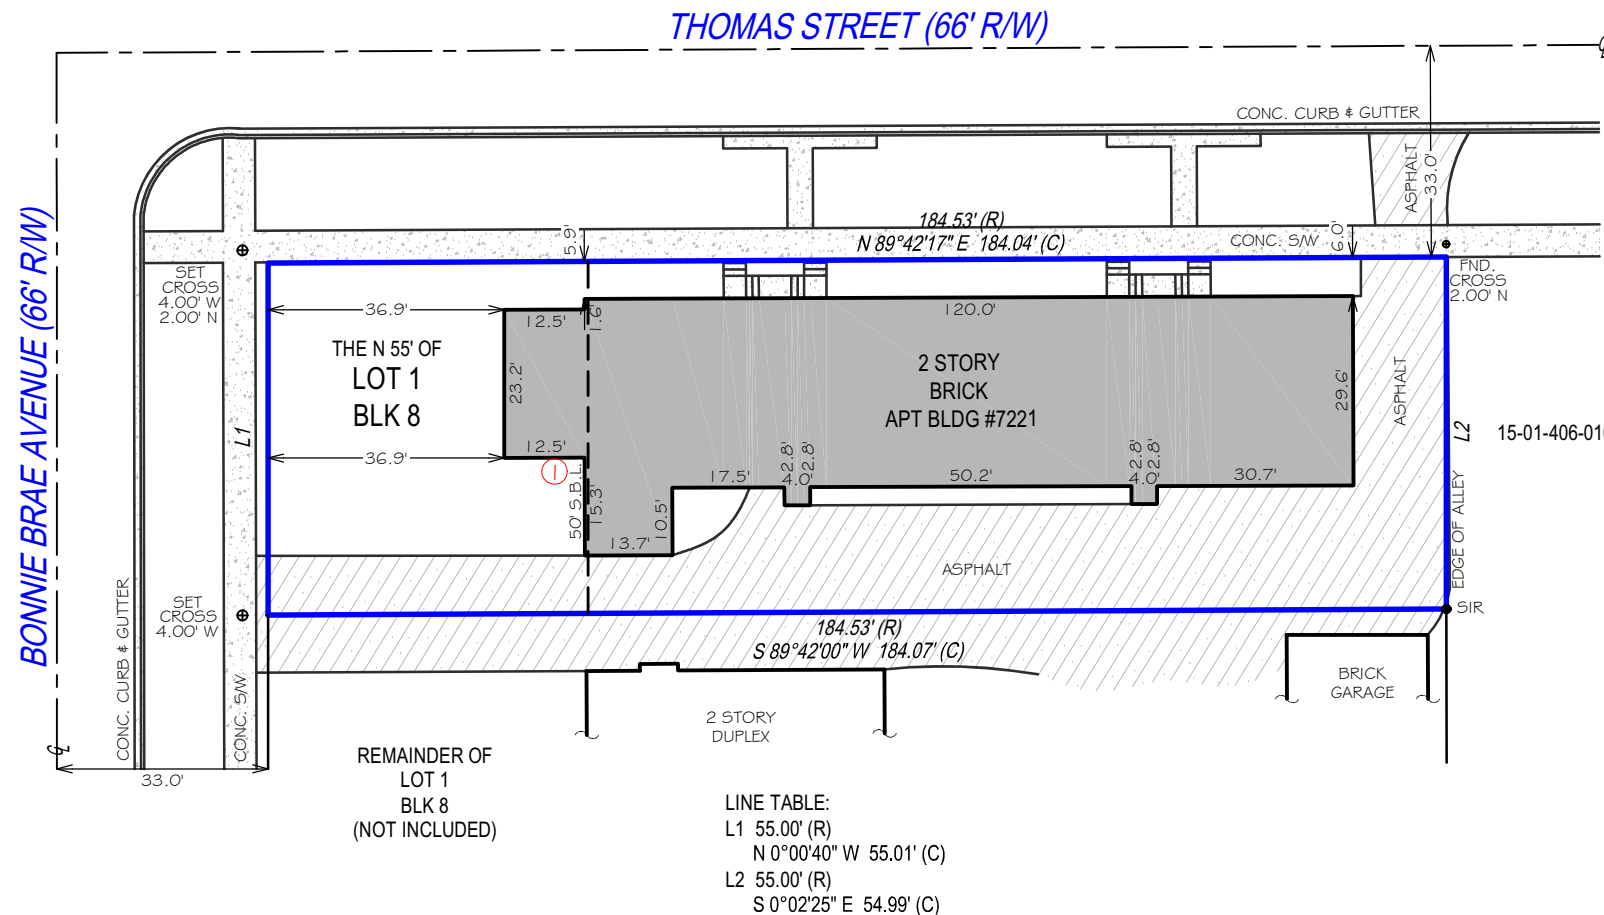 THOMAS STREET (66' R/W)
℄
CONC. CURB & GUTTER
ASPHALT
33.0'
184.53' (R)
N 89°42'17" E 184.04' (C)
5.9'
6.0'
CONC. S/W
SET
CROSS
4.00' W
2.00' N
FND.
CROSS
2.00' N
BONNIE BRAE AVENUE (66' R/W)
36.9'
12.5'
1.6'
120.0'
THE N 55' OF
LOT 1
BLK 8
23.2'
2 STORY
BRICK
APT BLDG #7221
29.6'
ASPHALT
L1
L2
15-01-406-01
36.9'
12.5'
1
50' S.B.L.
15.3'
10.5'
13.7'
17.5'
2.8'
4.0'
2.8'
50.2'
2.8'
4.0'
2.8'
30.7'
EDGE OF ALLEY
ASPHALT
SET
CROSS
4.00' W
SIR
184.53' (R)
S 89°42'00" W 184.07' (C)
CONC. CURB & GUTTER
CONC. S/W
BRICK
GARAGE
2 STORY
DUPLEX
℄
33.0'
REMAINDER OF
LOT 1
BLK 8
(NOT INCLUDED)
LINE TABLE:
L1 55.00' (R)
N 0°00'40" W 55.01' (C)
L2 55.00' (R)
S 0°02'25" E 54.99' (C)